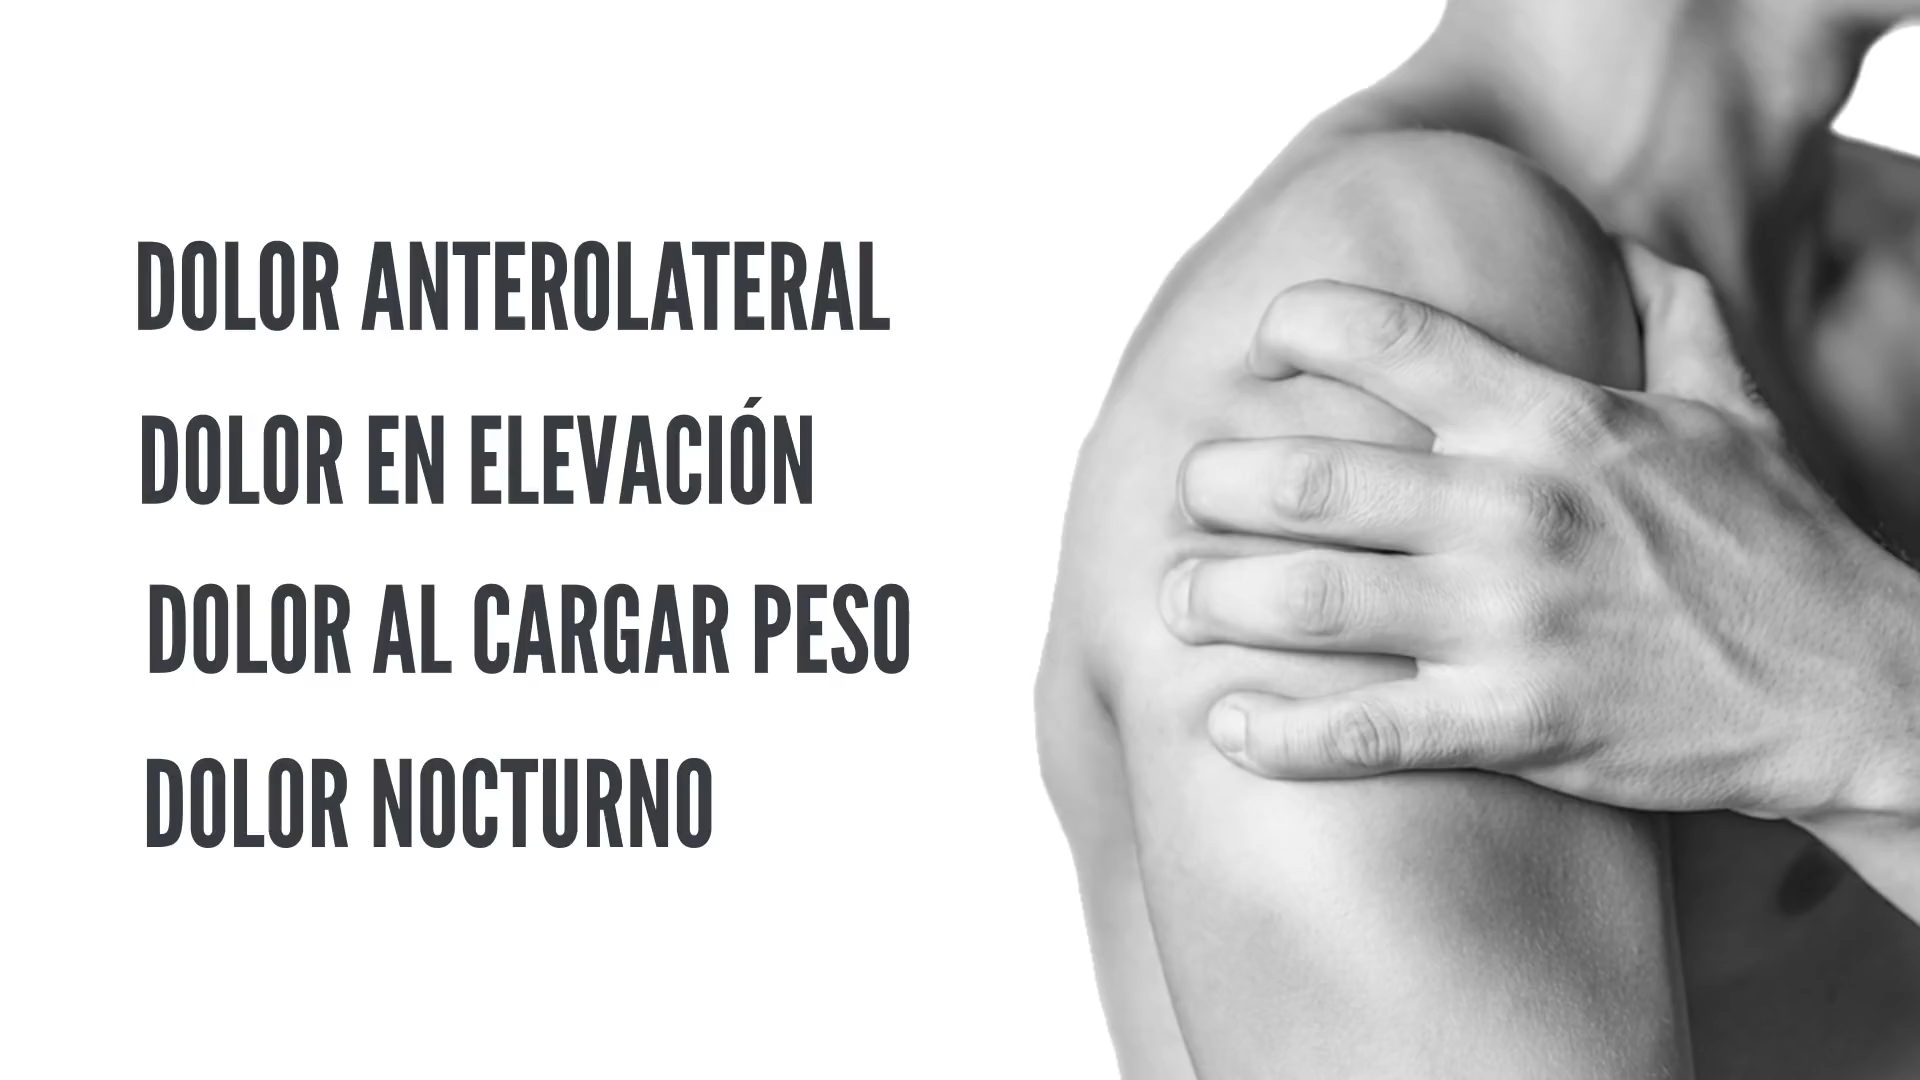 DOLOR ANTEROLATERAL
DOLOR EN ELEVACIÓN
DOLOR AL CARGAR PESO
DOLOR NOCTURNO